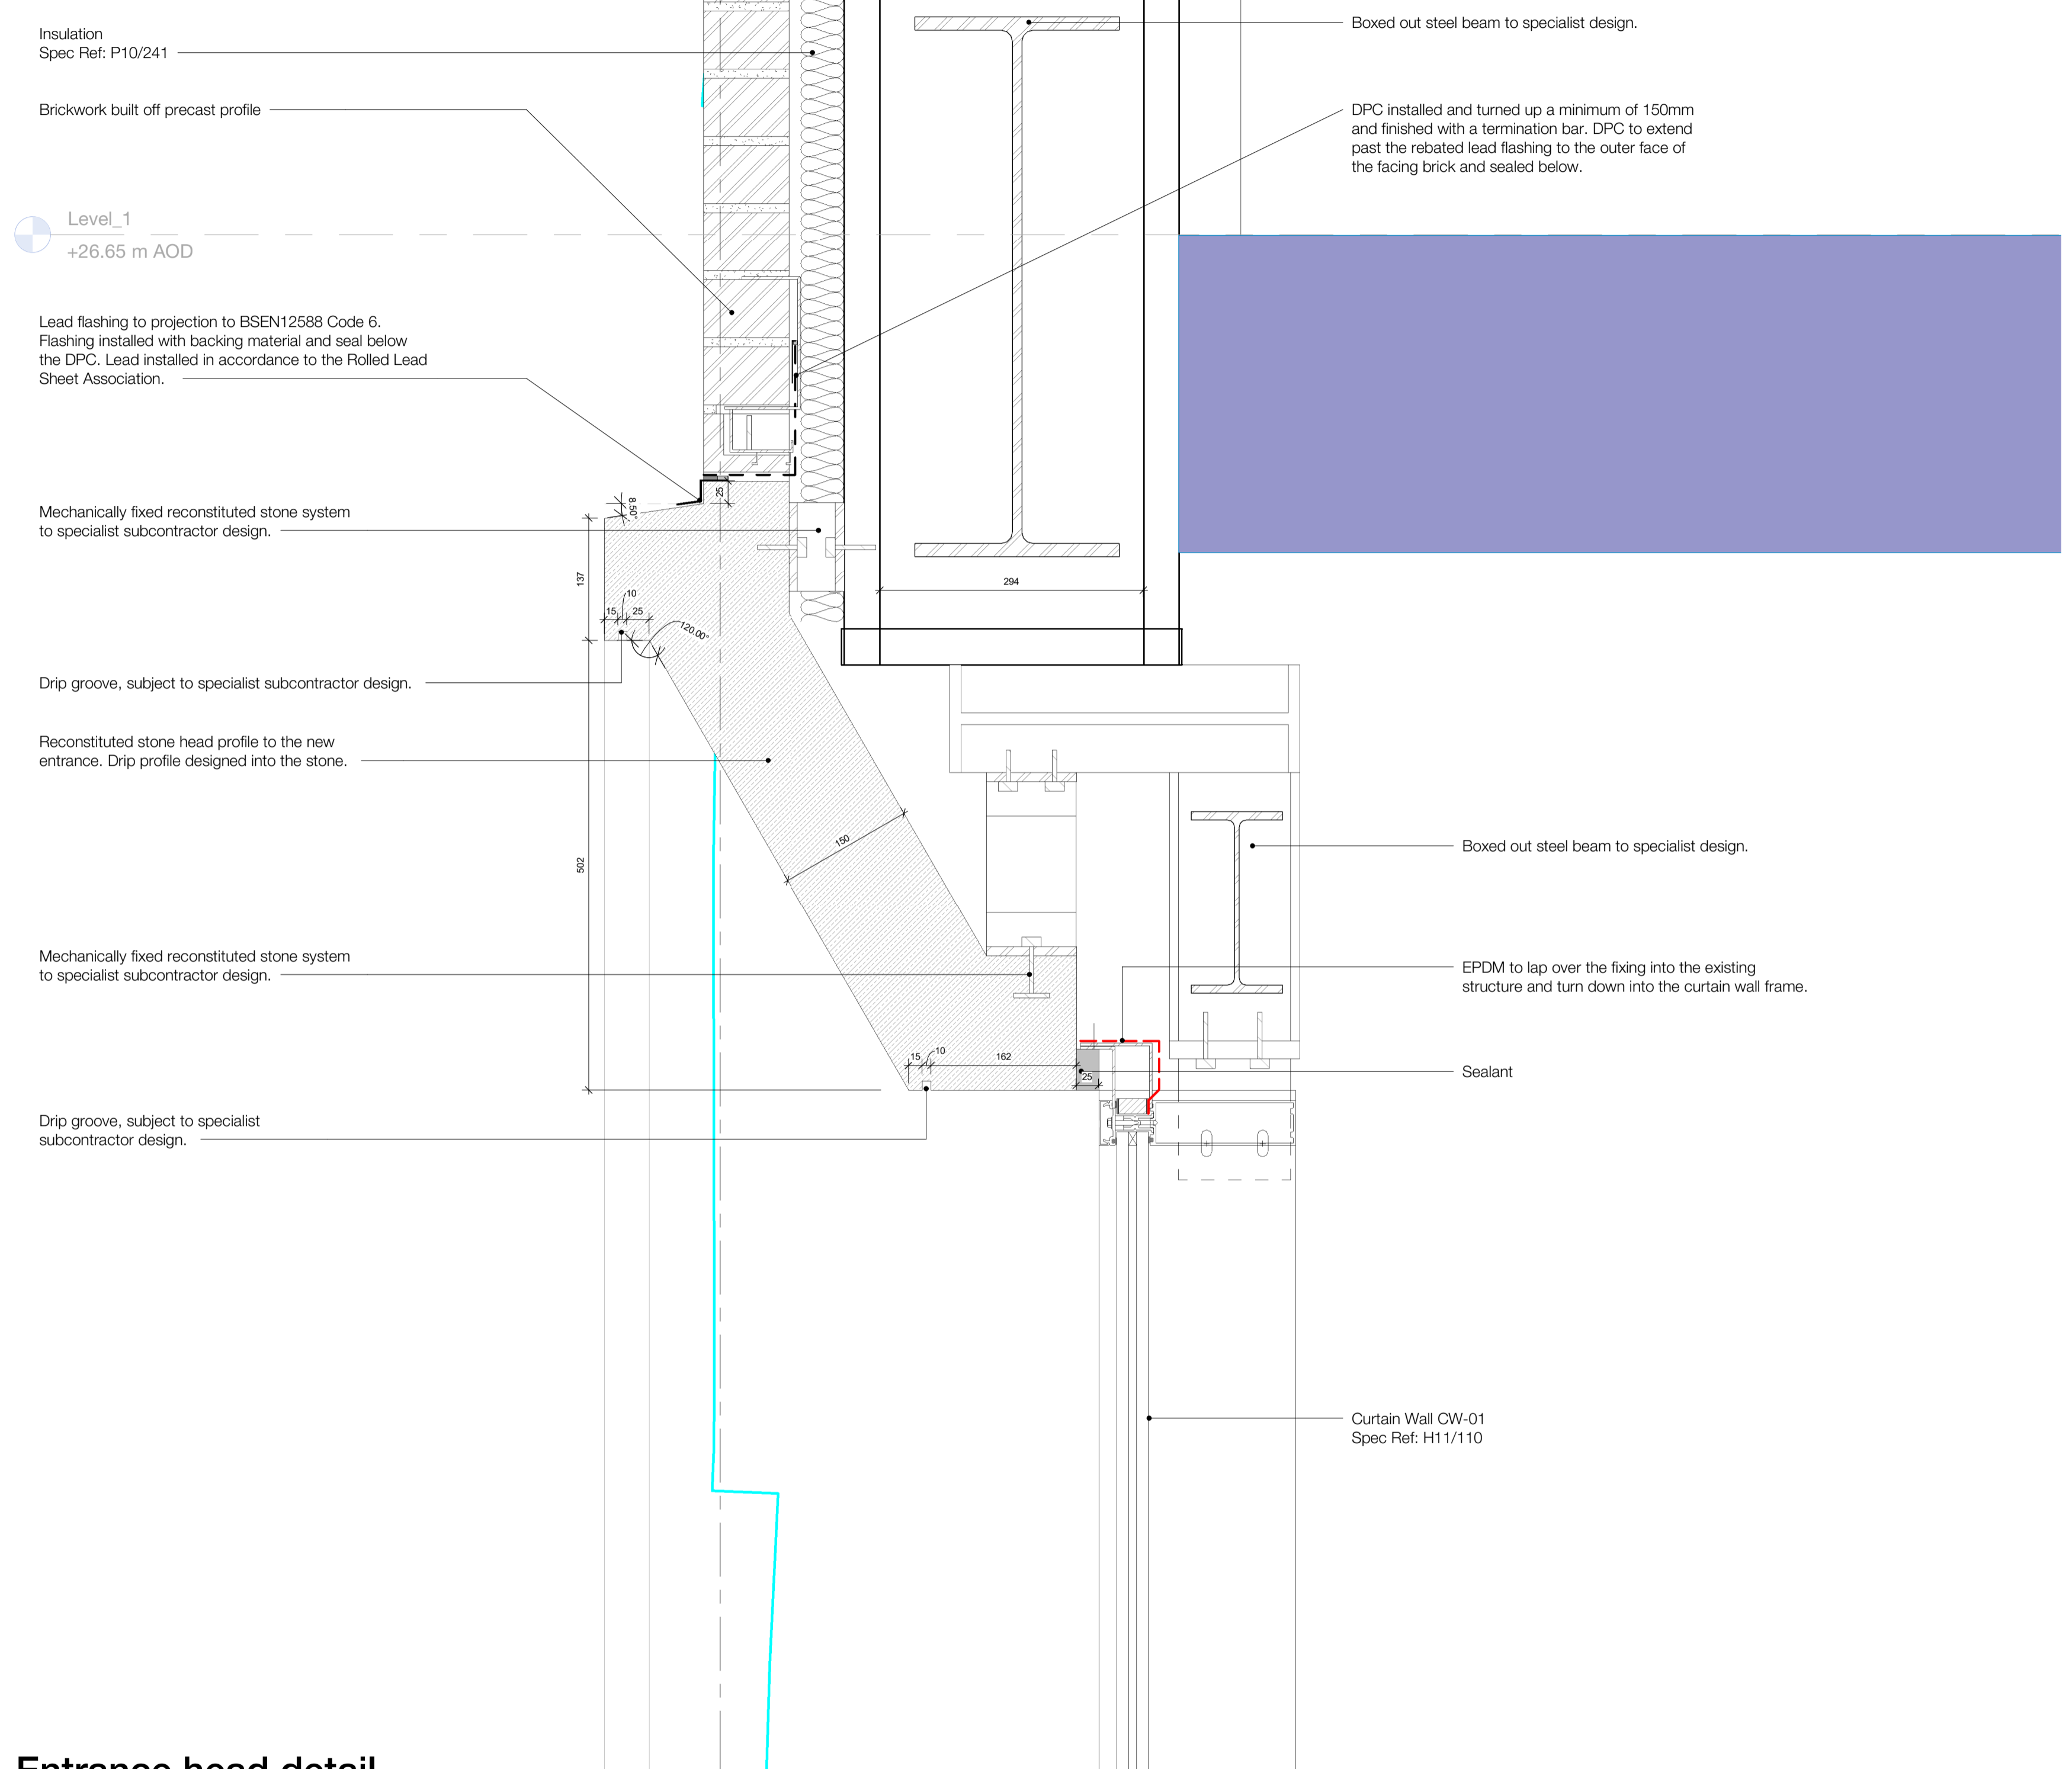 Insulation
Spec Ref: P10/241
Brickwork built off precast profile
Level_1
+26.65 m AOD
Lead flashing to projection to BSEN12588 Code 6.
Flashing installed with backing material and seal below
the DPC. Lead installed in accordance to the Rolled Lead
Sheet Association.
Mechanically fixed reconstituted stone system
to specialist subcontractor design.
Drip groove, subject to specialist subcontractor design.
Reconstituted stone head profile to the new
entrance. Drip profile designed into the stone.
Mechanically fixed reconstituted stone system
to specialist subcontractor design.
Drip groove, subject to specialist
subcontractor design.
25
8.50°
137
10
15
25
120.00°
502
150
294
15
10
162
25
Boxed out steel beam to specialist design.
DPC installed and turned up a minimum of 150mm
and finished with a termination bar. DPC to extend
past the rebated lead flashing to the outer face of
the facing brick and sealed below.
Boxed out steel beam to specialist design.
EPDM to lap over the fixing into the existing
structure and turn down into the curtain wall frame.
Sealant
Curtain Wall CW-01
Spec Ref: H11/110
Entrance head detail